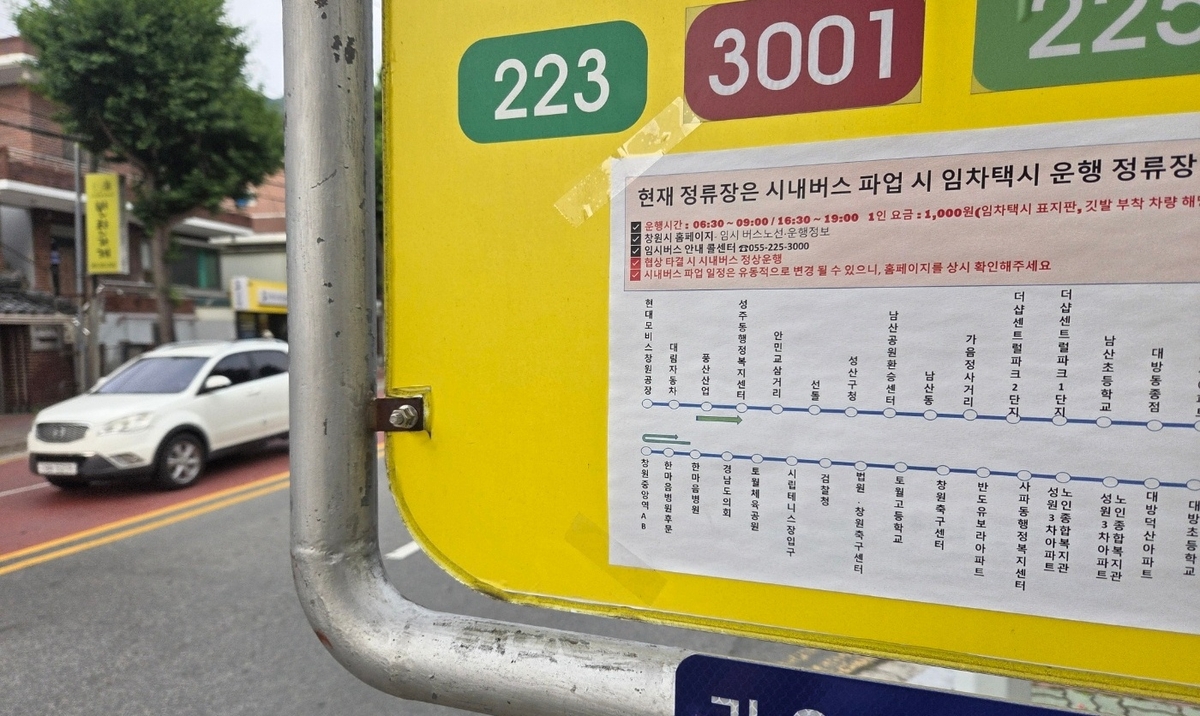 223
3001
225
현재 정류장은 시내버스 파업 시 임차택시 운행 정류장
운행시간 : 06:30 ~ 09:00 / 16:30 ~ 19:00 1인 요금 : 1,000원(임차택시 표지판, 깃발 부착 차량
창원시 홈페이지- 임시 버스노선-운행정보
임시버스 안내 콜센터 ☎055-225-3000
협상 타결 시 시내버스 정상운행
시내버스 파업 일정은 유동적으로 변경 될 수 있으니, 홈페이지를 상시 확인해주세요
현대모비스창원공장
대림자동차
풍산산업
성주동행정복지센터
안민교삼거리
선돌
성산구청
남산공원환승센터
남산동
가음정사거리
더샵센트럴파크2단지
더샵센트럴파크1단지
남산초등학교
대방동종점
창원중앙역AB
한마음병원후문
한마음병원
경남도의회
토월체육공원
시립테니스장입구
검찰청
법원·창원축구센터
토월고등학교
창원축구센터
반도유보라아파트
사파동행정복지센터
노인종합복지관
성원3차아파트
노인종합복지관
성원3차아파트
대방덕산아파트
대방초등학교